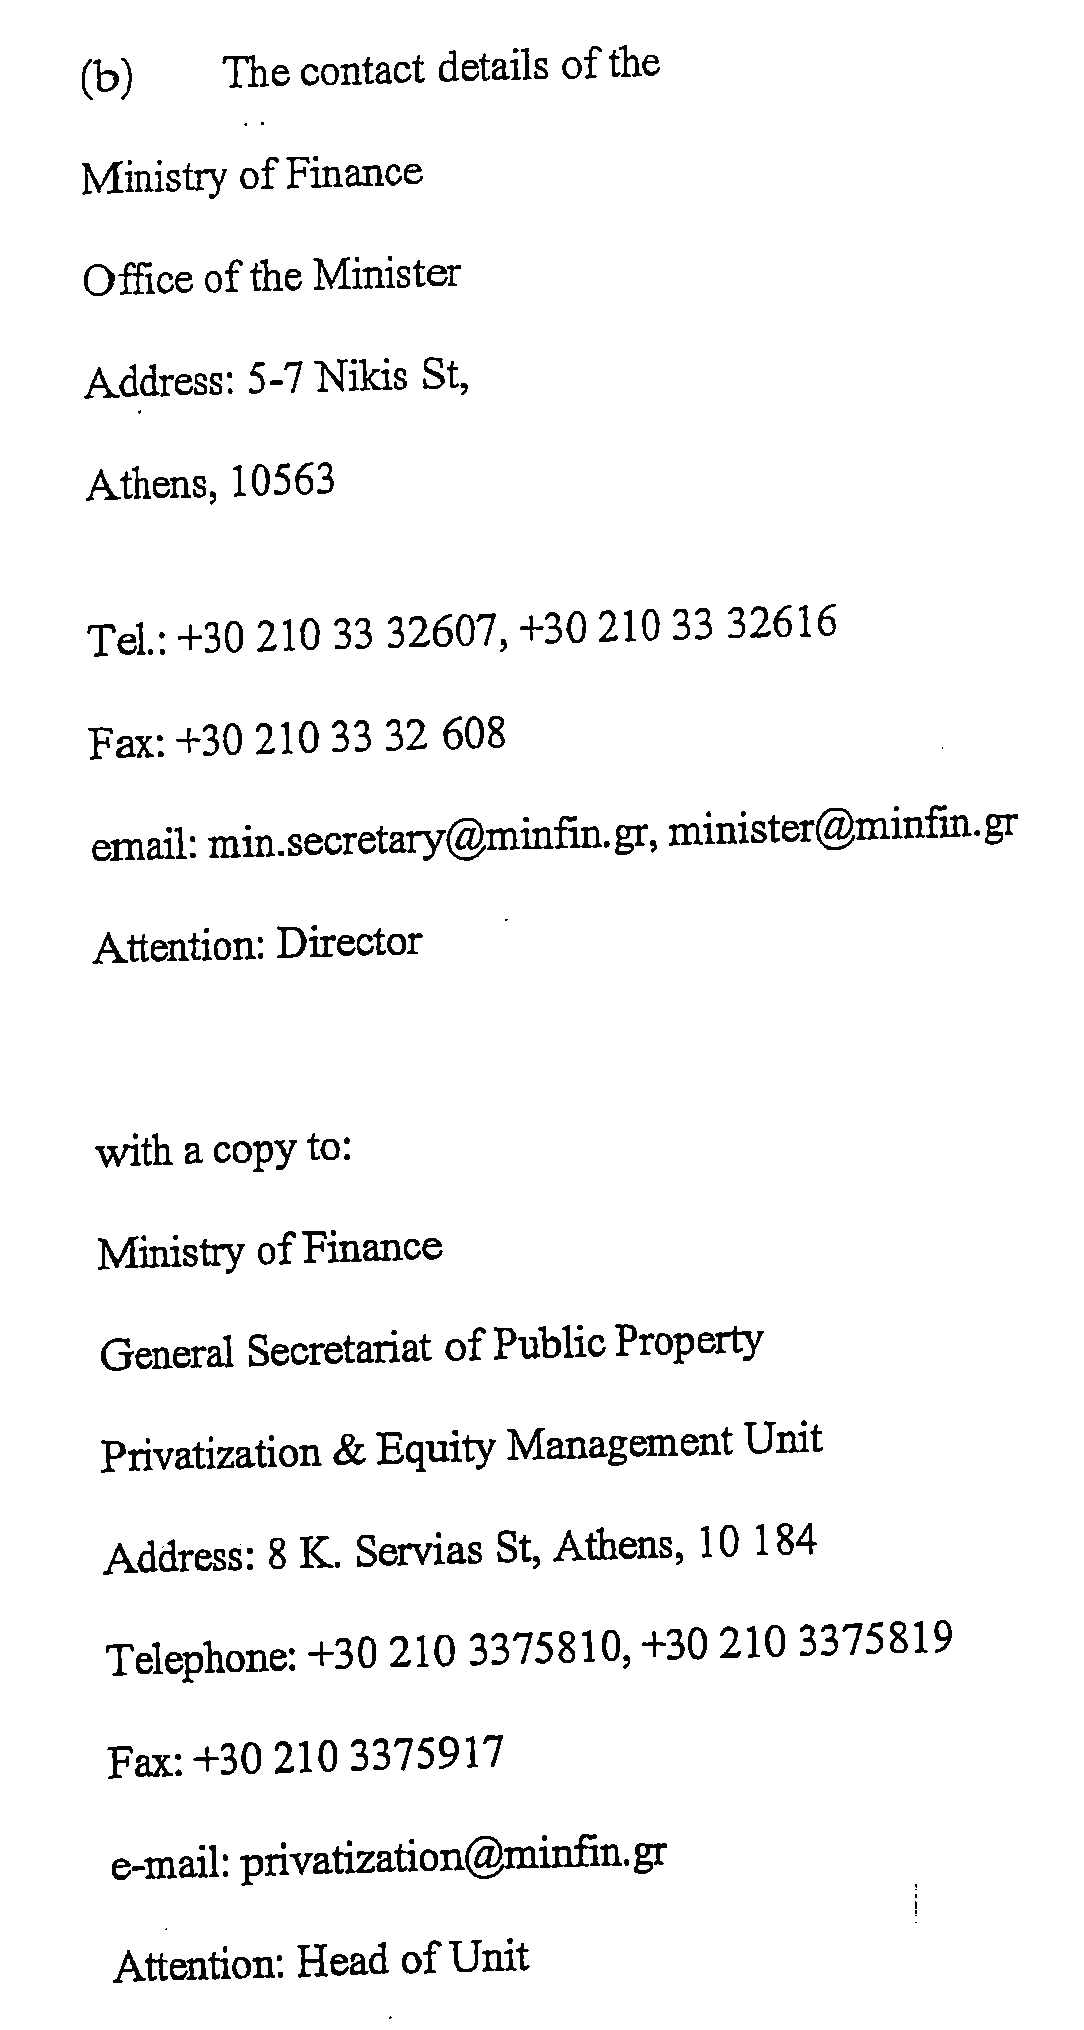 (b) The contact details of the
Ministry of Finance
Office of the Minister
Address: 5-7 Nikis St,
Athens, 10563
Tel.: +30 210 33 32607, +30 210 33 32616
Fax: +30 210 33 32 608
email: min.secretary@minfin.gr, minister@minfin.gr
Attention: Director
with a copy to:
Ministry of Finance
General Secretariat of Public Property
Privatization & Equity Management Unit
Address: 8 K. Servias St, Athens, 10 184
Telephone: +30 210 3375810, +30 210 3375819
Fax: +30 210 3375917
e-mail: privatization@minfin.gr
Attention: Head of Unit